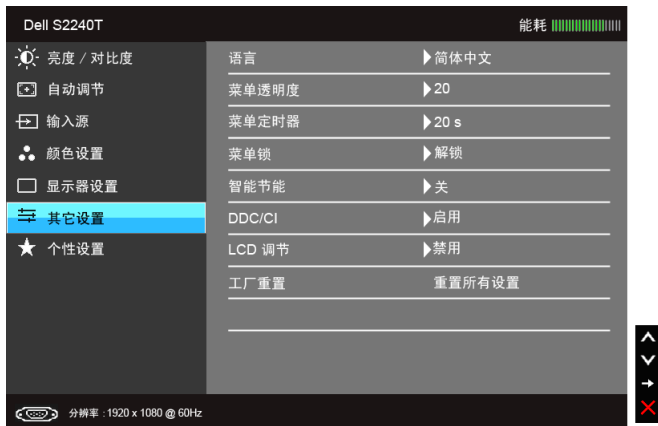 Dell S2240T
能耗
亮度 / 对比度
自动调节
输入源
颜色设置
显示器设置
其它设置
个性设置
语言 简体中文
菜单透明度 20
菜单定时器 20 s
菜单锁 解锁
智能节能 关
DDC/CI 启用
LCD 调节 禁用
工厂重置 重置所有设置
分辨率 : 1920 x 1080 @ 60Hz